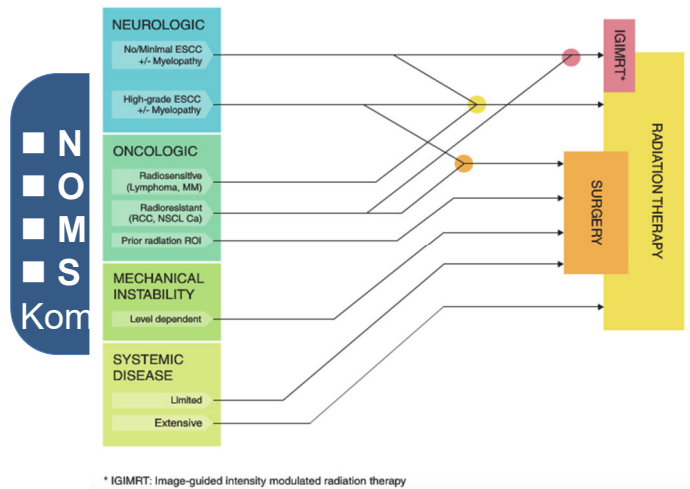 N
O
M
S
Kom
NEUROLOGIC
No/Minimal ESCC
+/- Myelopathy
High-grade ESCC
+/- Myelopathy
ONCOLOGIC
Radiosensitive
(Lymphoma, MM)
Radioresistant
(RCC, NSCL Ca)
Prior radiation ROI
MECHANICAL
INSTABILITY
Level dependent
SYSTEMIC
DISEASE
Limited
Extensive
IGIMRT*
SURGERY
RADIATION THERAPY
* IGIMRT: Image-guided intensity modulated radiation therapy